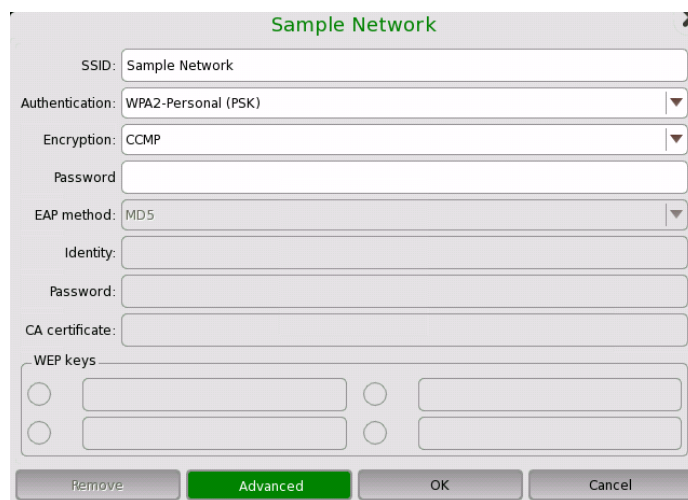 Sample Network
SSID: Sample Network
Authentication: WPA2-Personal (PSK)
Encryption: CCMP
Password
EAP method: MD5
Identity:
Password:
CA certificate:
WEP keys
Remove Advanced OK Cancel